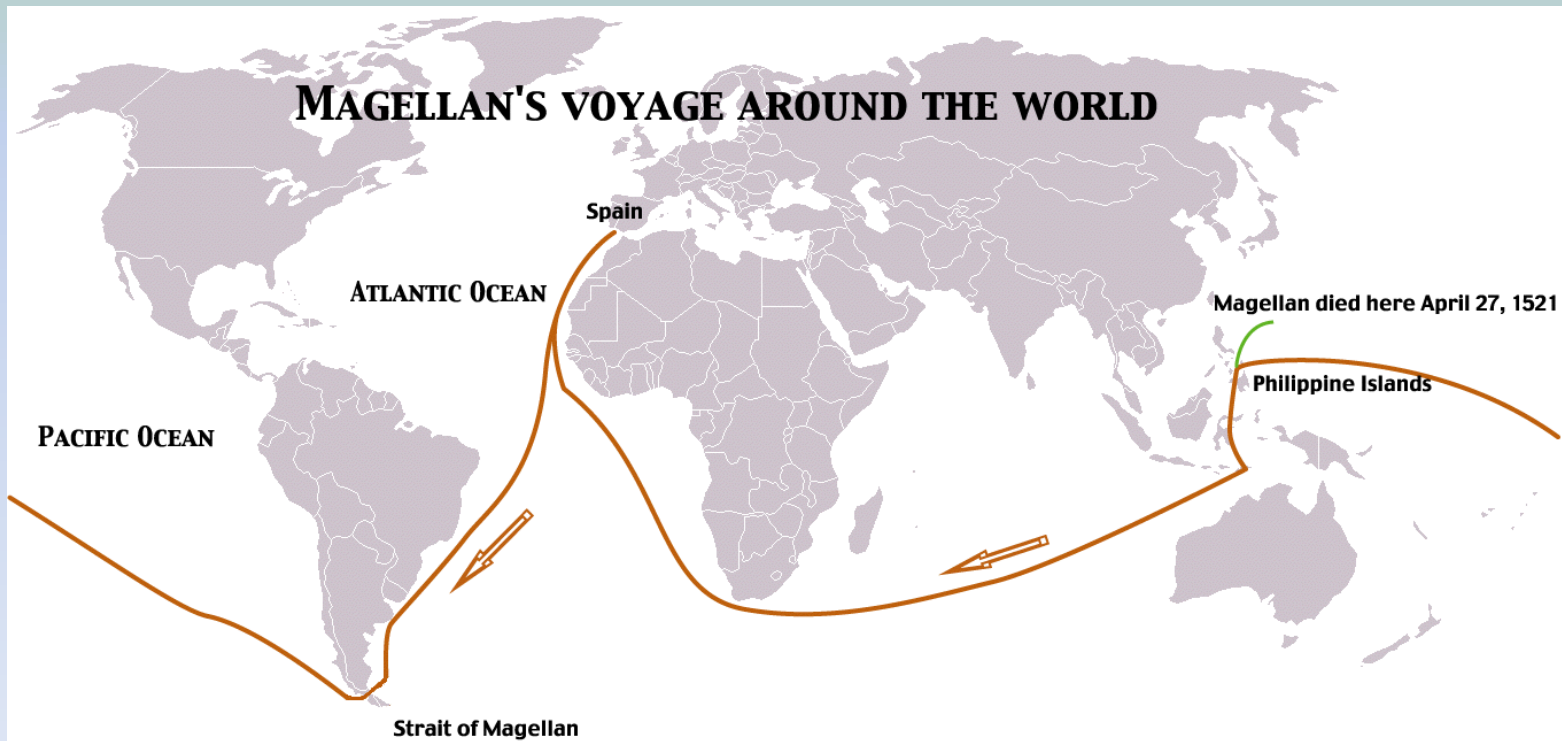 MAGELLAN'S VOYAGE AROUND THE WORLD
Spain
ATLANTIC OCEAN
Magellan died here April 27, 1521
Philippine Islands
PACIFIC OCEAN
Strait of Magellan